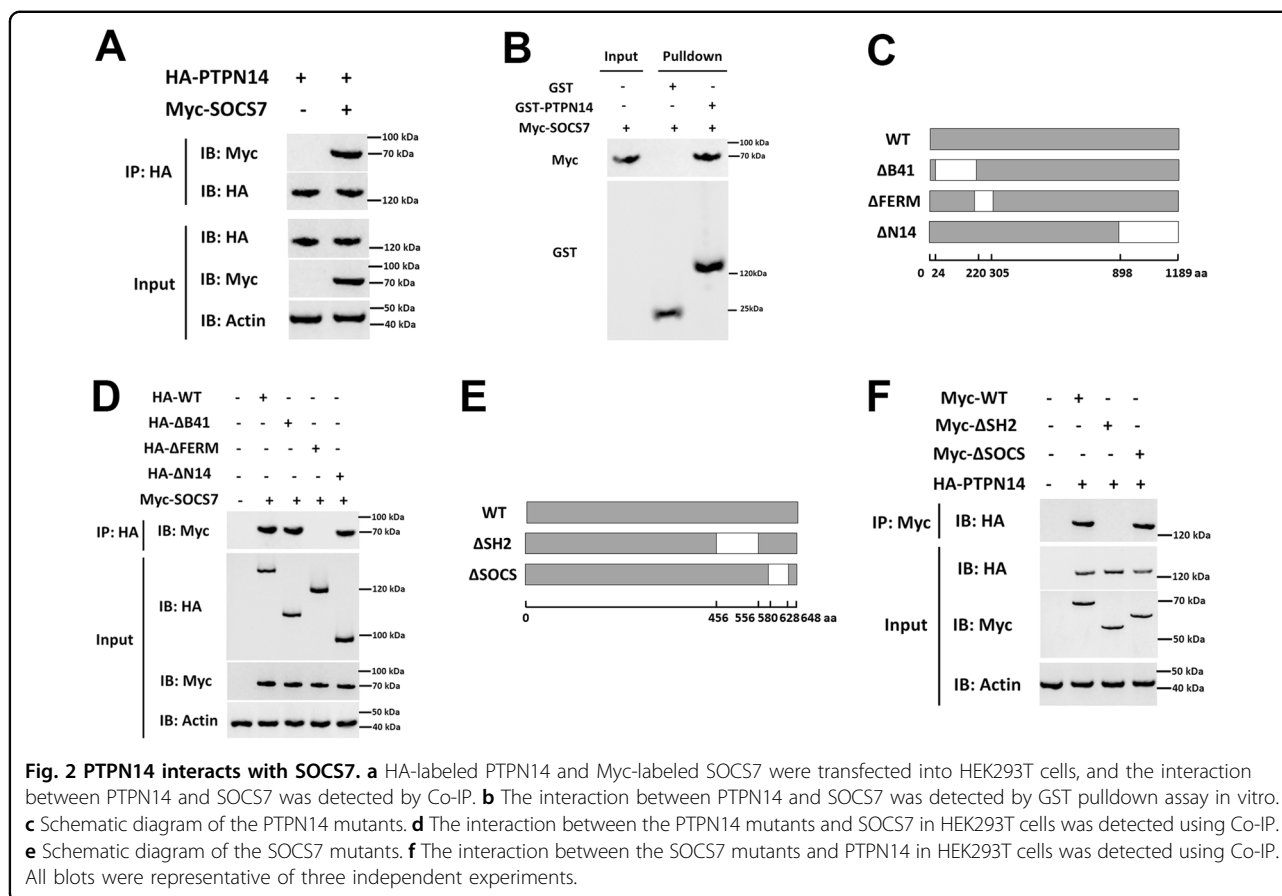 A
HA-PTPN14 + +
Myc-SOCS7 - +
IP: HA
IB: Myc
100 kDa
70 kDa
IB: HA
120 kDa
Input
IB: HA
120 kDa
IB: Myc
100 kDa
70 kDa
IB: Actin
50 kDa
40 kDa
B
Input Pulldown
GST - + -
GST-PTPN14 - - +
Myc-SOCS7 + + +
Myc
100 kDa
70 kDa
GST
120kDa
25kDa
C
WT
ΔB41
ΔFERM
ΔN14
0 24 220 305 898 1189 aa
D
HA-WT - + - - -
HA-ΔB41 - - + - -
HA-ΔFERM - - - + -
HA-ΔN14 - - - - +
Myc-SOCS7 - + + + +
IP: HA
IB: Myc
100 kDa
70 kDa
Input
IB: HA
120 kDa
100 kDa
IB: Myc
100 kDa
70 kDa
IB: Actin
50 kDa
40 kDa
E
WT
ΔSH2
ΔSOCS
0 456 556 580 628 648 aa
F
Myc-WT - + - -
Myc-ΔSH2 - - + -
Myc-ΔSOCS - - - +
HA-PTPN14 - + + +
IP: Myc
IB: HA
120 kDa
Input
IB: HA
120 kDa
IB: Myc
70 kDa
50 kDa
IB: Actin
50 kDa
40 kDa
Fig. 2 PTPN14 interacts with SOCS7. a HA-labeled PTPN14 and Myc-labeled SOCS7 were transfected into HEK293T cells, and the interaction
between PTPN14 and SOCS7 was detected by Co-IP. b The interaction between PTPN14 and SOCS7 was detected by GST pulldown assay in vitro.
c Schematic diagram of the PTPN14 mutants. d The interaction between the PTPN14 mutants and SOCS7 in HEK293T cells was detected using Co-IP.
e Schematic diagram of the SOCS7 mutants. f The interaction between the SOCS7 mutants and PTPN14 in HEK293T cells was detected using Co-IP.
All blots were representative of three independent experiments.